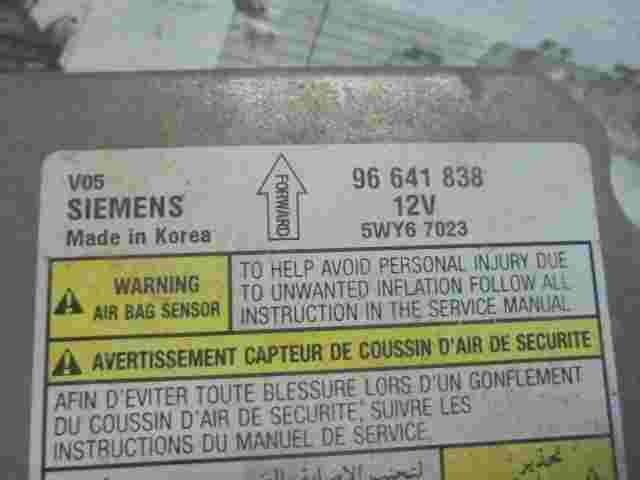 V05
SIEMENS
Made in Korea
FORWARD
96 641 838
12V
5WY6 7023
WARNING
AIR BAG SENSOR
TO HELP AVOID PERSONAL INJURY DUE
TO UNWANTED INFLATION FOLLOW ALL
INSTRUCTION IN THE SERVICE MANUAL.
AVERTISSEMENT CAPTEUR DE COUSSIN D'AIR DE SECURITE
AFIN D'EVITER TOUTE BLESSURE LORS D'UN GONFLEMENT
DU COUSSIN D'AIR DE SECURITE, SUIVRE LES
INSTRUCTIONS DU MANUEL DE SERVICE.
تحذير
لتجنب الإصابة